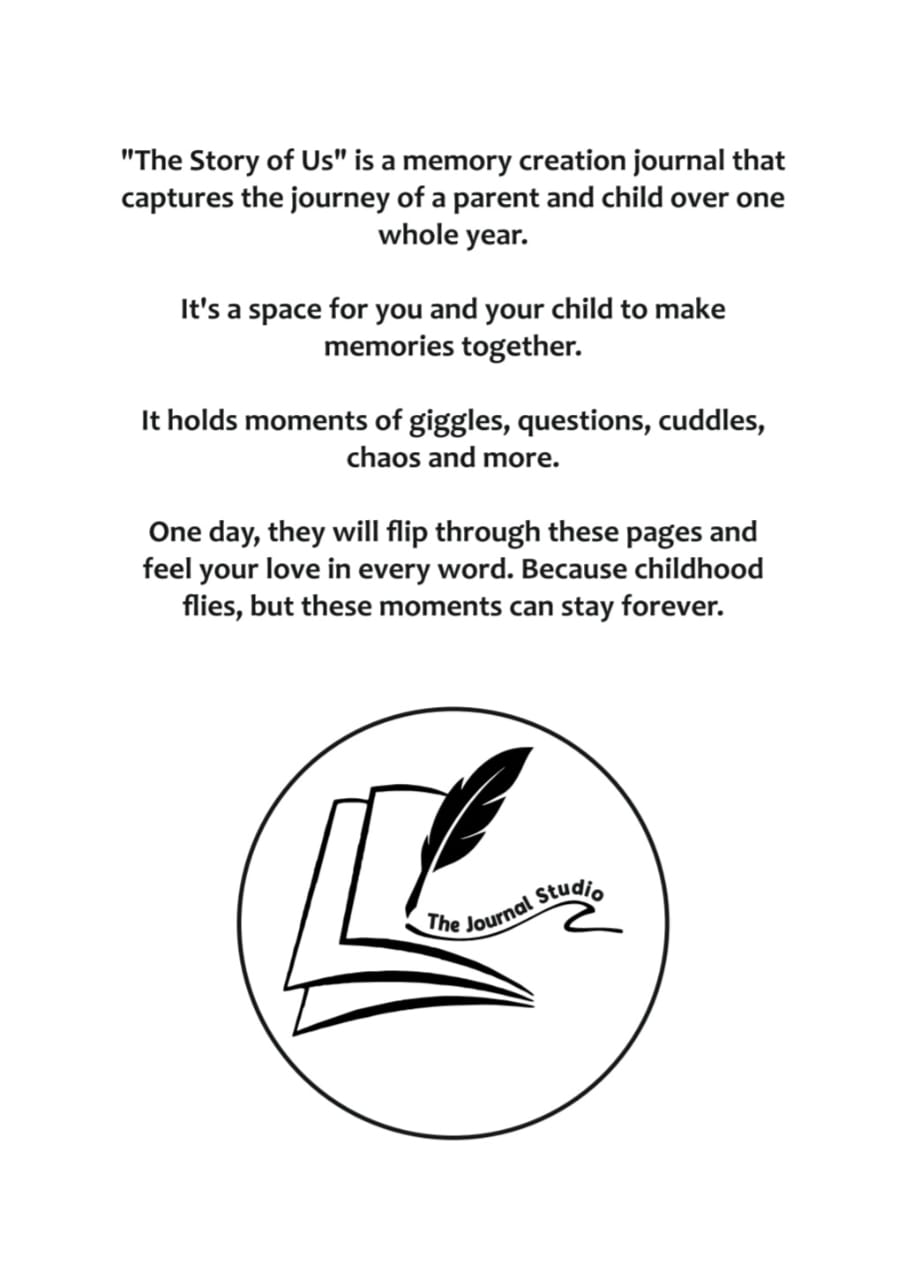 "The Story of Us" is a memory creation journal that
captures the journey of a parent and child over one
whole year.
It's a space for you and your child to make
memories together.
It holds moments of giggles, questions, cuddles,
chaos and more.
One day, they will flip through these pages and
feel your love in every word. Because childhood
flies, but these moments can stay forever.
The Journal Studio